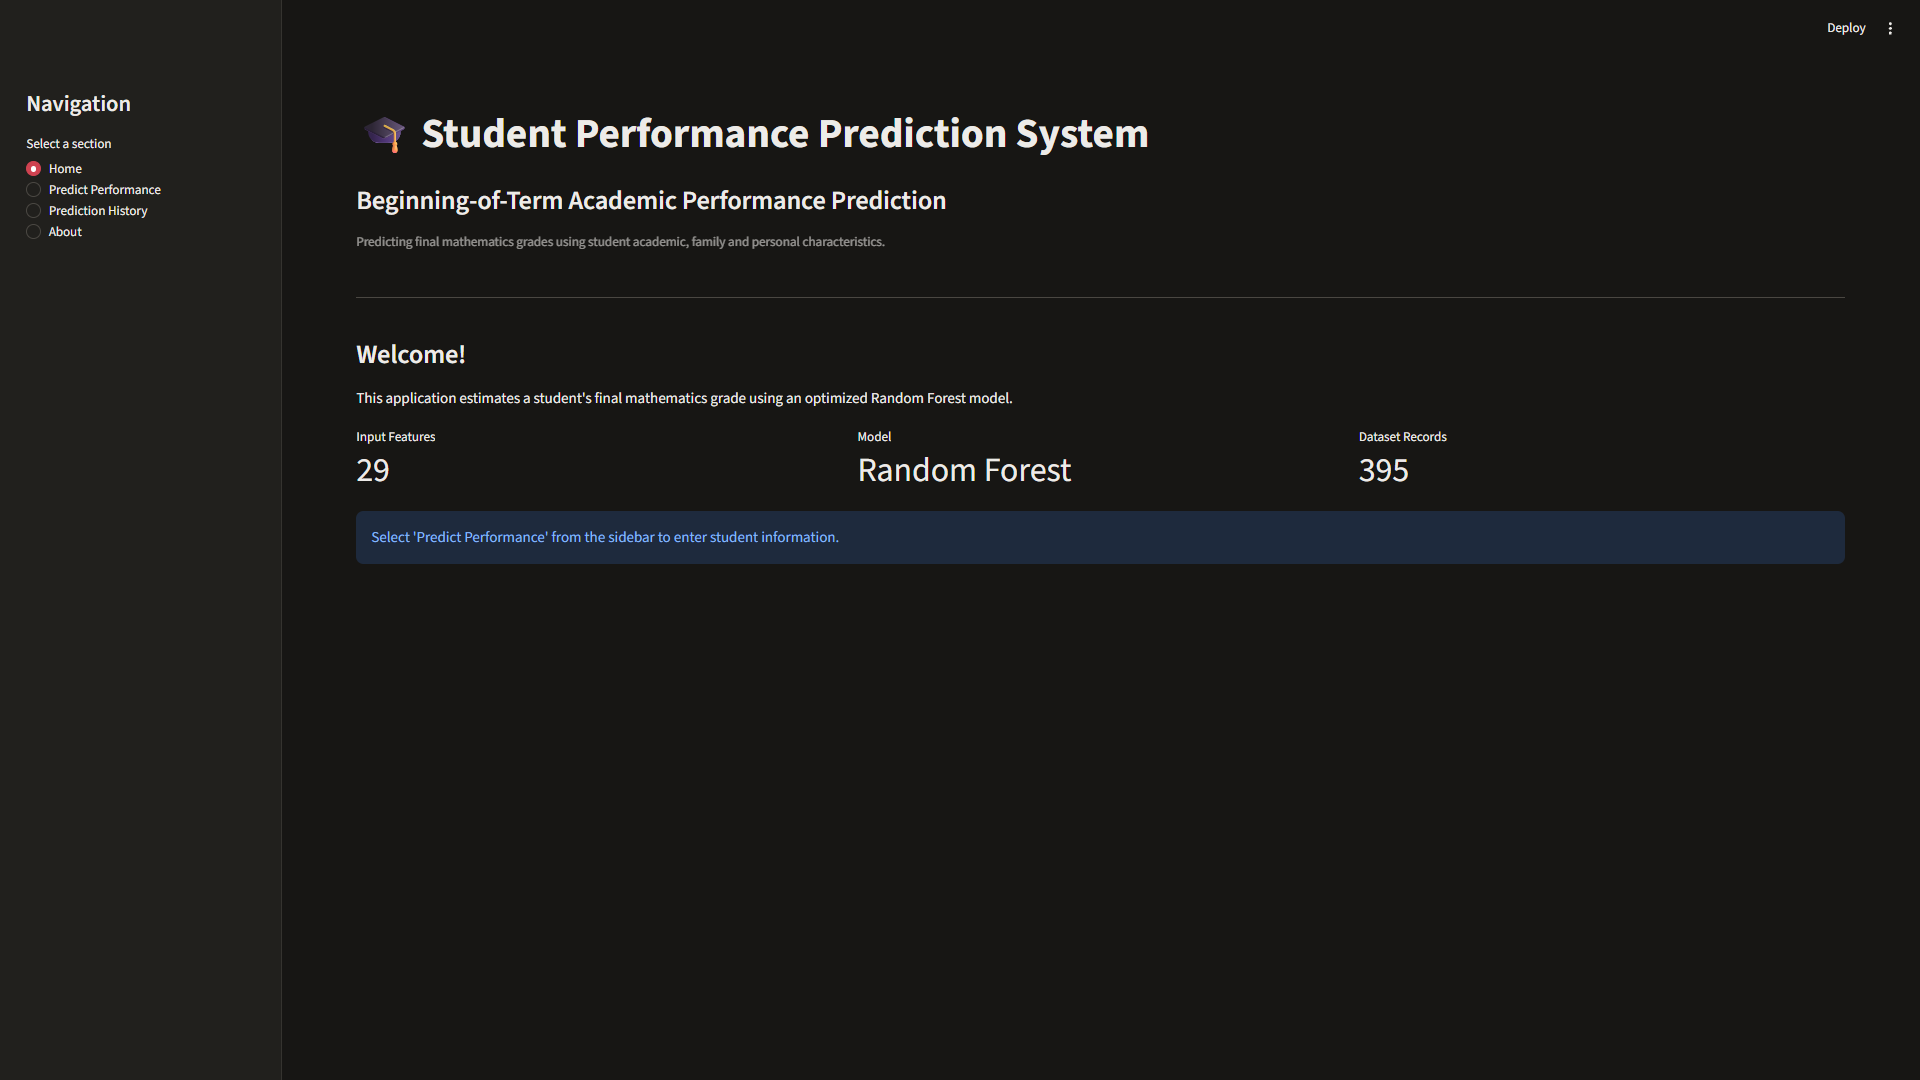 Deploy
Navigation
Select a section
Home
Predict Performance
Prediction History
About
Student Performance Prediction System
Beginning-of-Term Academic Performance Prediction
Predicting final mathematics grades using student academic, family and personal characteristics.
Welcome!
This application estimates a student's final mathematics grade using an optimized Random Forest model.
Input Features
29
Model
Random Forest
Dataset Records
395
Select 'Predict Performance' from the sidebar to enter student information.